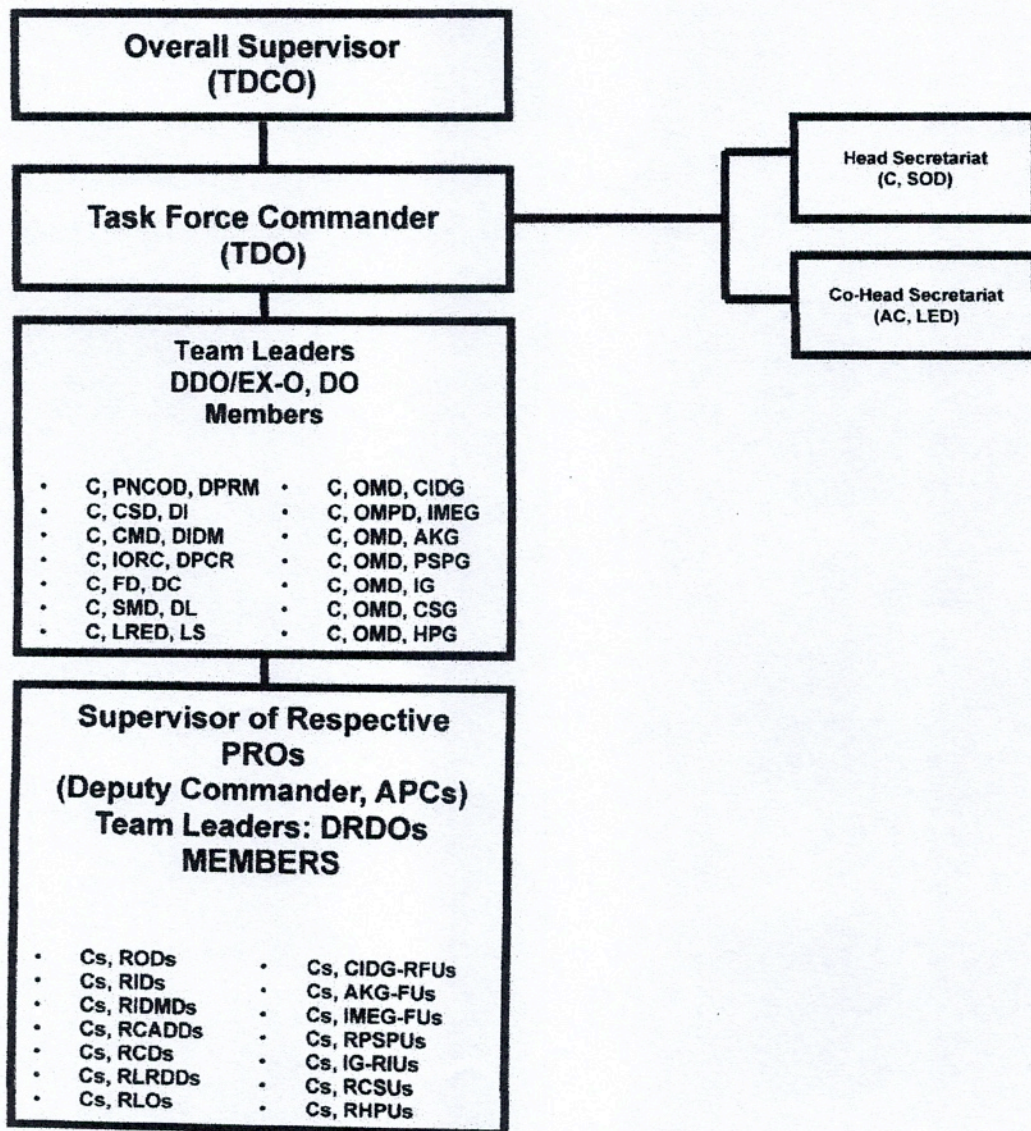 Overall Supervisor
(TDCO)
Task Force Commander
(TDO)
Head Secretariat
(C, SOD)
Co-Head Secretariat
(AC, LED)
Team Leaders
DDO/EX-O, DO
Members
• C, PNCOD, DPRM
• C, CSD, DI
• C, CMD, DIDM
• C, IORC, DPCR
• C, FD, DC
• C, SMD, DL
• C, LRED, LS
• C, OMD, CIDG
• C, OMPD, IMEG
• C, OMD, AKG
• C, OMD, PSPG
• C, OMD, IG
• C, OMD, CSG
• C, OMD, HPG
Supervisor of Respective
PROs
(Deputy Commander, APCs)
Team Leaders: DRDOs
MEMBERS
• Cs, RODs
• Cs, RIDs
• Cs, RIDMDs
• Cs, RCADDs
• Cs, RCDs
• Cs, RLRDDs
• Cs, RLOs
• Cs, CIDG-RFUs
• Cs, AKG-FUs
• Cs, IMEG-FUs
• Cs, RPSPUs
• Cs, IG-RIUs
• Cs, RCSUs
• Cs, RHPUs